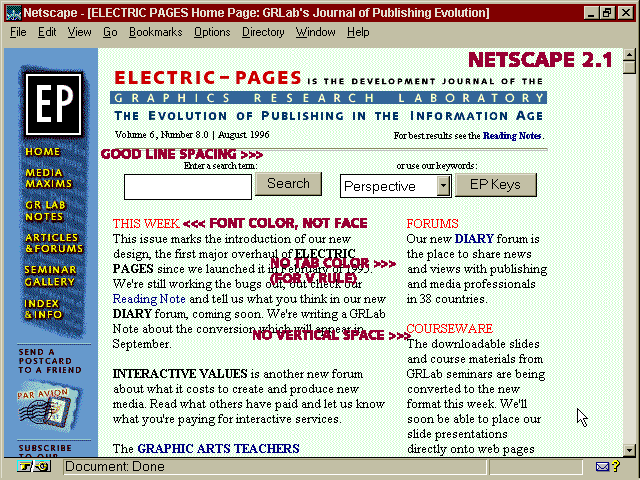 Netscape - [ELECTRIC PAGES Home Page: GRLab's Journal of Publishing Evolution]
File Edit View Go Bookmarks Options Directory Window Help
NETSCAPE 2.1
EP
HOME
MEDIA
MAXIMS
GR LAB
NOTES
ARTICLES
& FORUMS
SEMINAR
GALLERY
INDEX
& INFO
SEND A
POSTCARD
TO A FRIEND
PAR AVION
SUBSCRIBE
TO OUR
ELECTRIC-PAGES IS THE DEVELOPMENT JOURNAL OF THE
GRAPHICS RESEARCH LABORATORY
THE EVOLUTION OF PUBLISHING IN THE INFORMATION AGE
Volume 6, Number 8.0 | August 1996
For best results see the Reading Notes.
GOOD LINE SPACING >>>
Enter a search term:
or use our keywords:
Search
Perspective
EP Keys
THIS WEEK <<< FONT COLOR, NOT FACE
This issue marks the introduction of our new
design, the first major overhaul of ELECTRIC
PAGES since we launched it in February of 1995.
NO TAB COLOR >>>
We're still working the bugs out, but check our
(FOR V.RULE)
Reading Note and tell us what you think in our new
DIARY forum, coming soon. We're writing a GRLab
Note about the conversion which will appear in
NO VERTICAL SPACE >>>
September.
INTERACTIVE VALUES is another new forum
about what it costs to create and produce new
media. Read what others have paid and let us know
what you're paying for interactive services.
The GRAPHIC ARTS TEACHERS
FORUMS
Our new DIARY forum is
the place to share news
and views with publishing
and media professionals
in 38 countries.
COURSEWARE
The downloadable slides
and course materials from
GRLab seminars are being
converted to the new
format this week. We'll
soon be able to place our
slide presentations
directly onto web pages
Document: Done
?